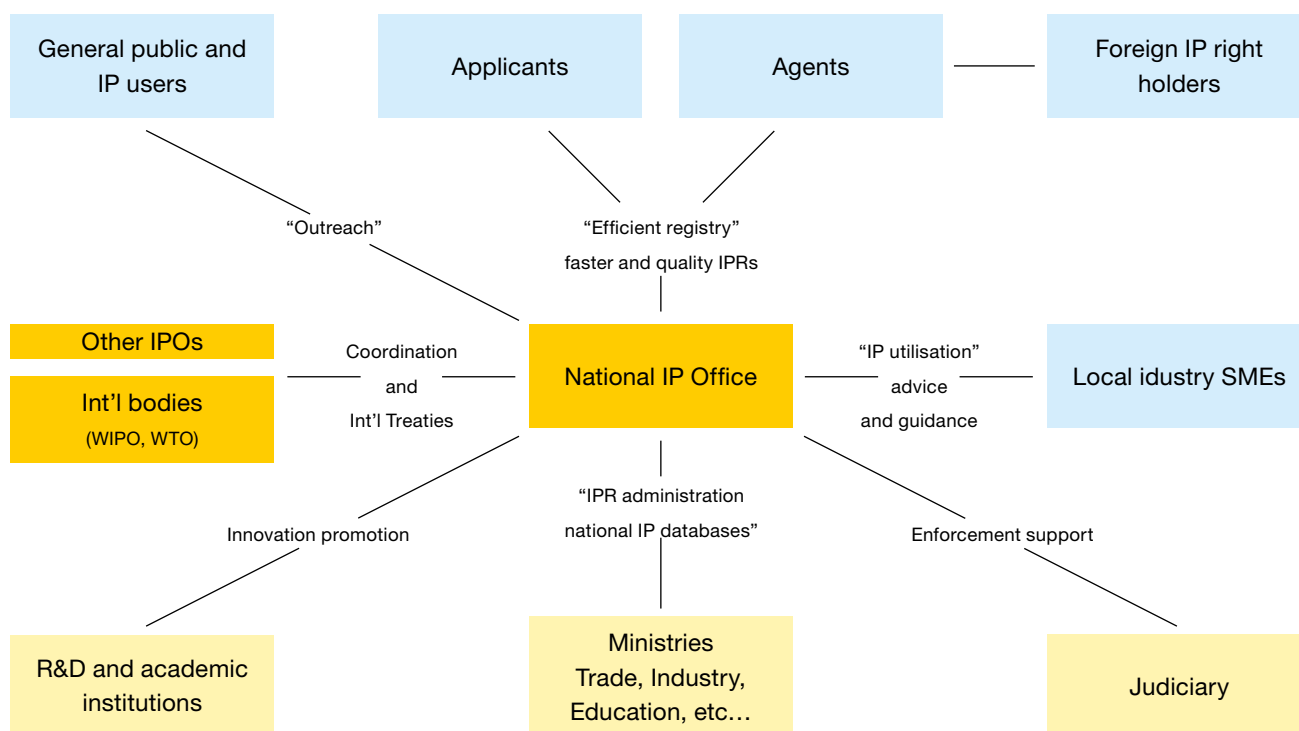 General public and
IP users
Applicants
Agents
Foreign IP right
holders
“Outreach”
“Efficient registry”
faster and quality IPRs
Other IPOs
Int’l bodies
(WIPO, WTO)
Coordination
and
Int’l Treaties
National IP Office
“IP utilisation”
advice
and guidance
Local idustry SMEs
Innovation promotion
“IPR administration
national IP databases”
Enforcement support
R&D and academic
institutions
Ministries
Trade, Industry,
Education, etc…
Judiciary